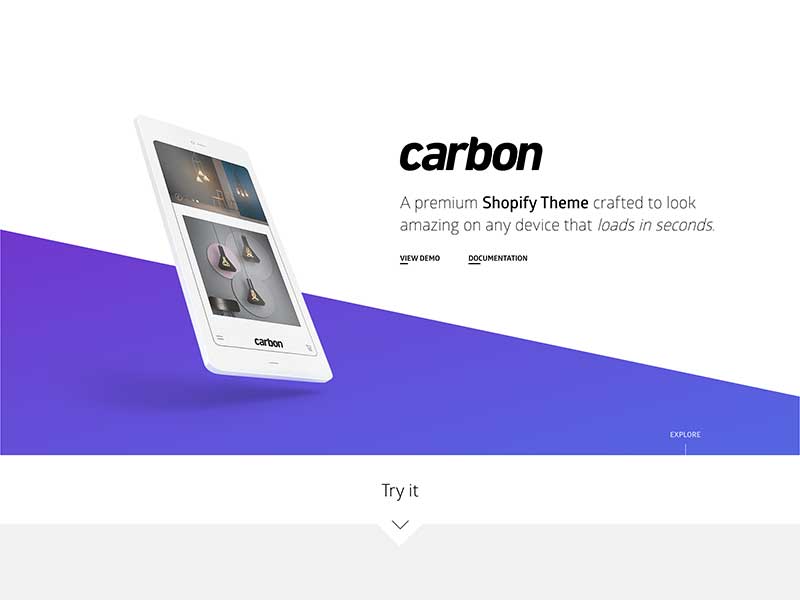 carbon
A premium Shopify Theme crafted to look
amazing on any device that loads in seconds.
VIEW DEMO
DOCUMENTATION
carbon
EXPLORE
Try it